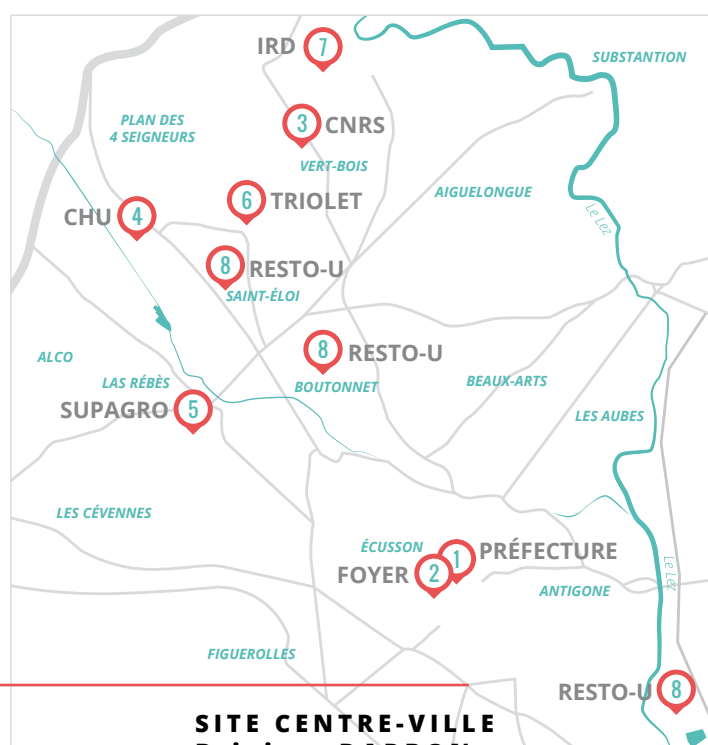 IRD 7
SUBSTANTION
PLAN DES
4 SEIGNEURS
3 CNRS
VERT-BOIS
6 TRIOLET
AIGUELONGUE
CHU 4
Le Lez
8 RESTO-U
SAINT-ÉLOI
8 RESTO-U
ALCO
LAS RÉBÈS
BOUTONNET
BEAUX-ARTS
SUPAGRO 5
LES AUBES
LES CÉVENNES
ÉCUSSON
1 PRÉFECTURE
FOYER 2
Le Lez
ANTIGONE
FIGUEROLLES
RESTO-U 8
SITE CENTRE-VILLE